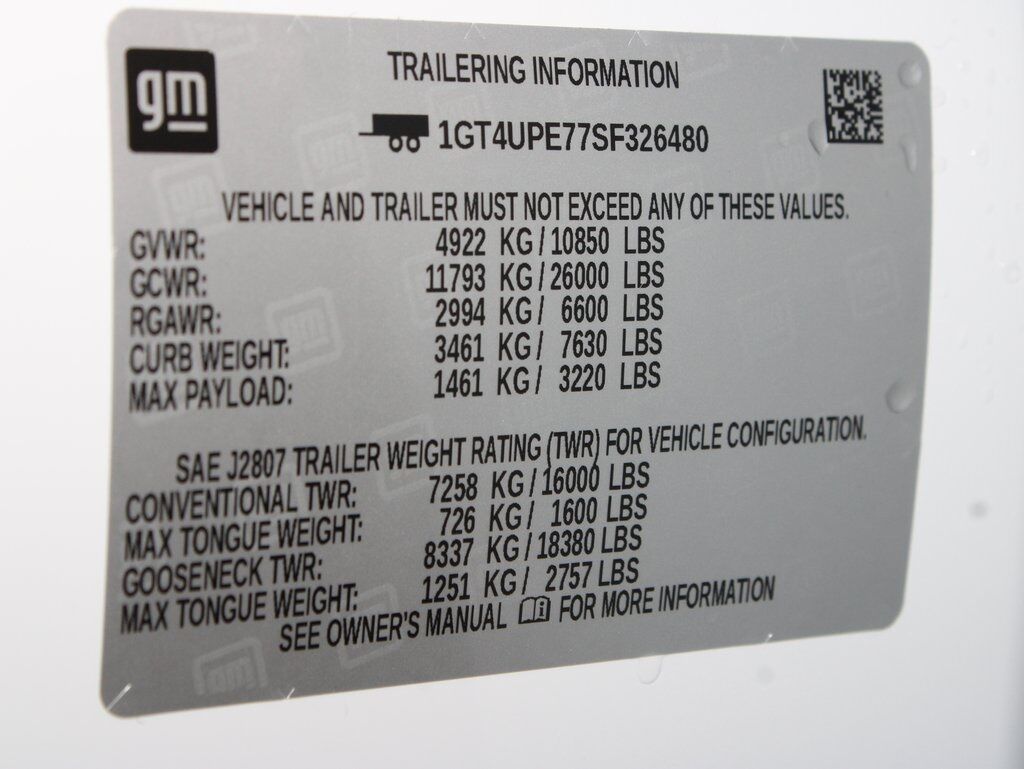 gm
TRAILERING INFORMATION
1GT4UPE77SF326480
VEHICLE AND TRAILER MUST NOT EXCEED ANY OF THESE VALUES.
GVWR: 4922 KG/ 10850 LBS
GCWR: 11793 KG/ 26000 LBS
RGAWR: 2994 KG/ 6600 LBS
CURB WEIGHT: 3461 KG/ 7630 LBS
MAX PAYLOAD: 1461 KG/ 3220 LBS
SAE J2807 TRAILER WEIGHT RATING (TWR) FOR VEHICLE CONFIGURATION.
CONVENTIONAL TWR: 7258 KG/ 16000 LBS
MAX TONGUE WEIGHT: 726 KG/ 1600 LBS
GOOSENECK TWR: 8337 KG/ 18380 LBS
MAX TONGUE WEIGHT: 1251 KG/ 2757 LBS
SEE OWNER'S MANUAL FOR MORE INFORMATION